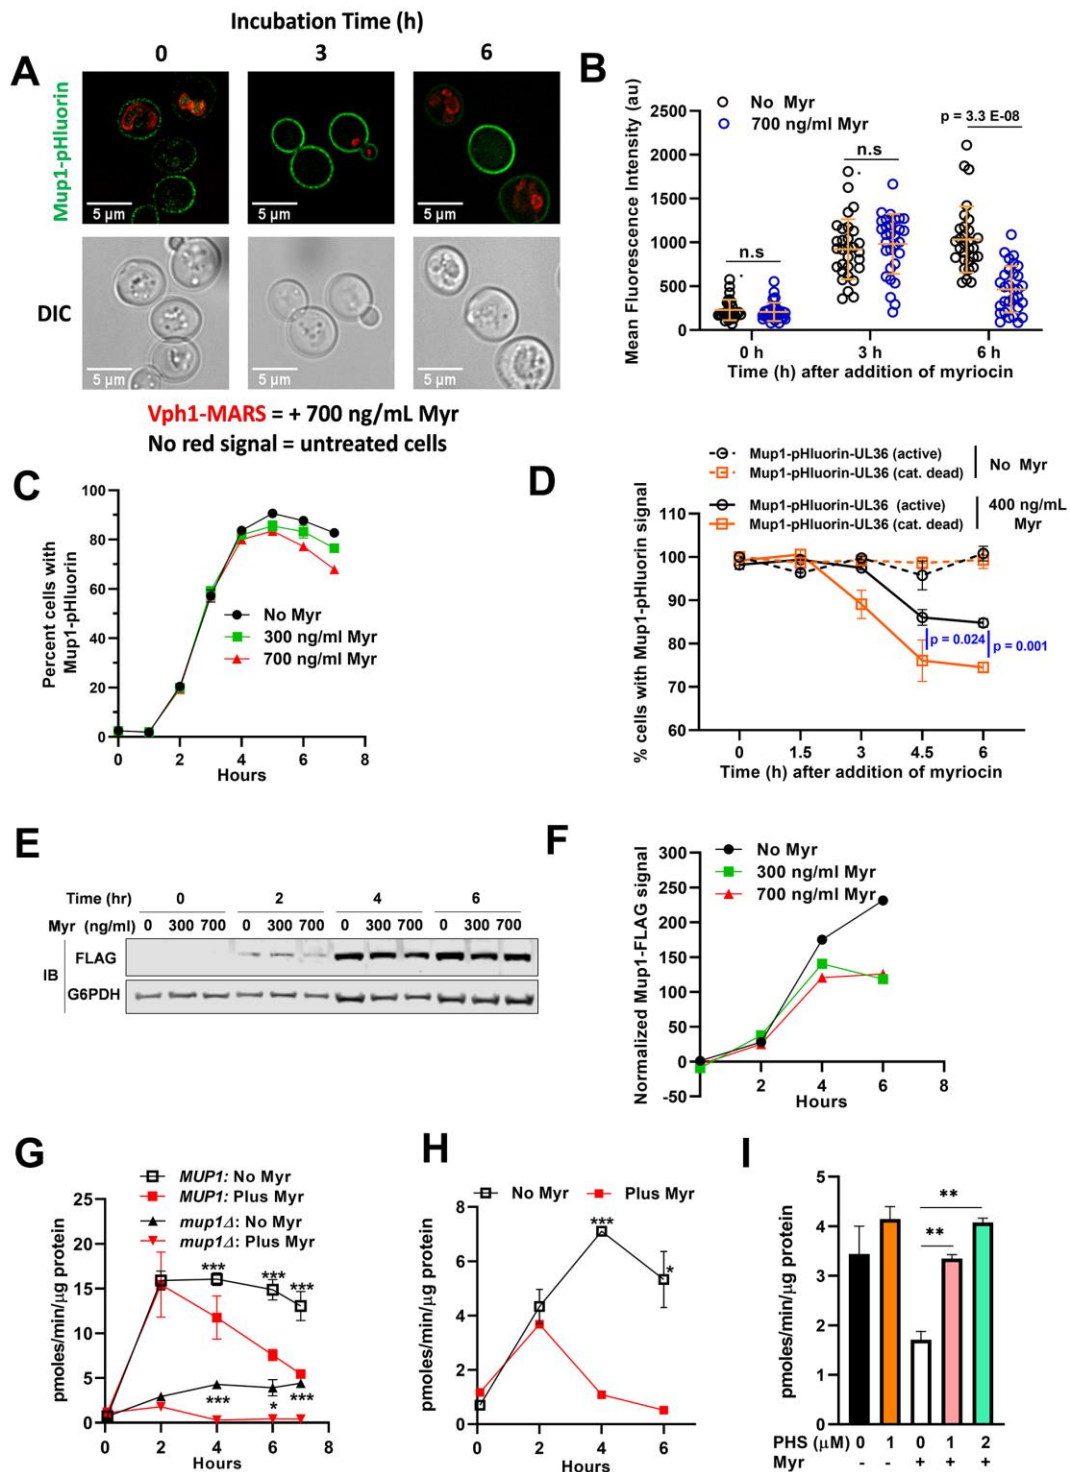 Incubation Time (h)
0 3 6
A
Mup1-pHluorin
5 μm 5 μm 5 μm
DIC
5 μm 5 μm 5 μm
Vph1-MARS = + 700 ng/mL Myr
No red signal = untreated cells
B
No Myr
700 ng/ml Myr
p = 3.3 E-08
n.s
n.s
Mean Fluorescence Intensity (au)
2500
2000
1500
1000
500
0
0 h 3 h 6 h
Time (h) after addition of myriocin
C
Percent cells with
Mup1-pHluorin
100
80
60
40
20
0
No Myr
300 ng/ml Myr
700 ng/ml Myr
0 2 4 6 8
Hours
D
Mup1-pHluorin-UL36 (active)
Mup1-pHluorin-UL36 (cat. dead)
No Myr
Mup1-pHluorin-UL36 (active)
Mup1-pHluorin-UL36 (cat. dead)
400 ng/mL
Myr
% cells with Mup1-pHluorin signal
110
100
90
80
70
60
p = 0.024
p = 0.001
0 1.5 3 4.5 6
Time (h) after addition of myriocin
E
Time (hr) 0 2 4 6
Myr (ng/ml) 0 300 700 0 300 700 0 300 700 0 300 700
IB
FLAG
G6PDH
F
No Myr
300 ng/ml Myr
700 ng/ml Myr
Normalized Mup1-FLAG signal
300
250
200
150
100
50
0
-50
2 4 6 8
Hours
G
MUP1: No Myr
MUP1: Plus Myr
mup1Δ: No Myr
mup1Δ: Plus Myr
pmoles/min/μg protein
25
20
15
10
5
0
*** *** ***
*** * ***
0 2 4 6 8
Hours
H
No Myr Plus Myr
pmoles/min/μg protein
8
6
4
2
0
***
*
0 2 4 6
Hours
I
pmoles/min/μg protein
5
4
3
2
1
0
**
**
PHS (μM) 0 1 0 1 2
Myr - - + + +